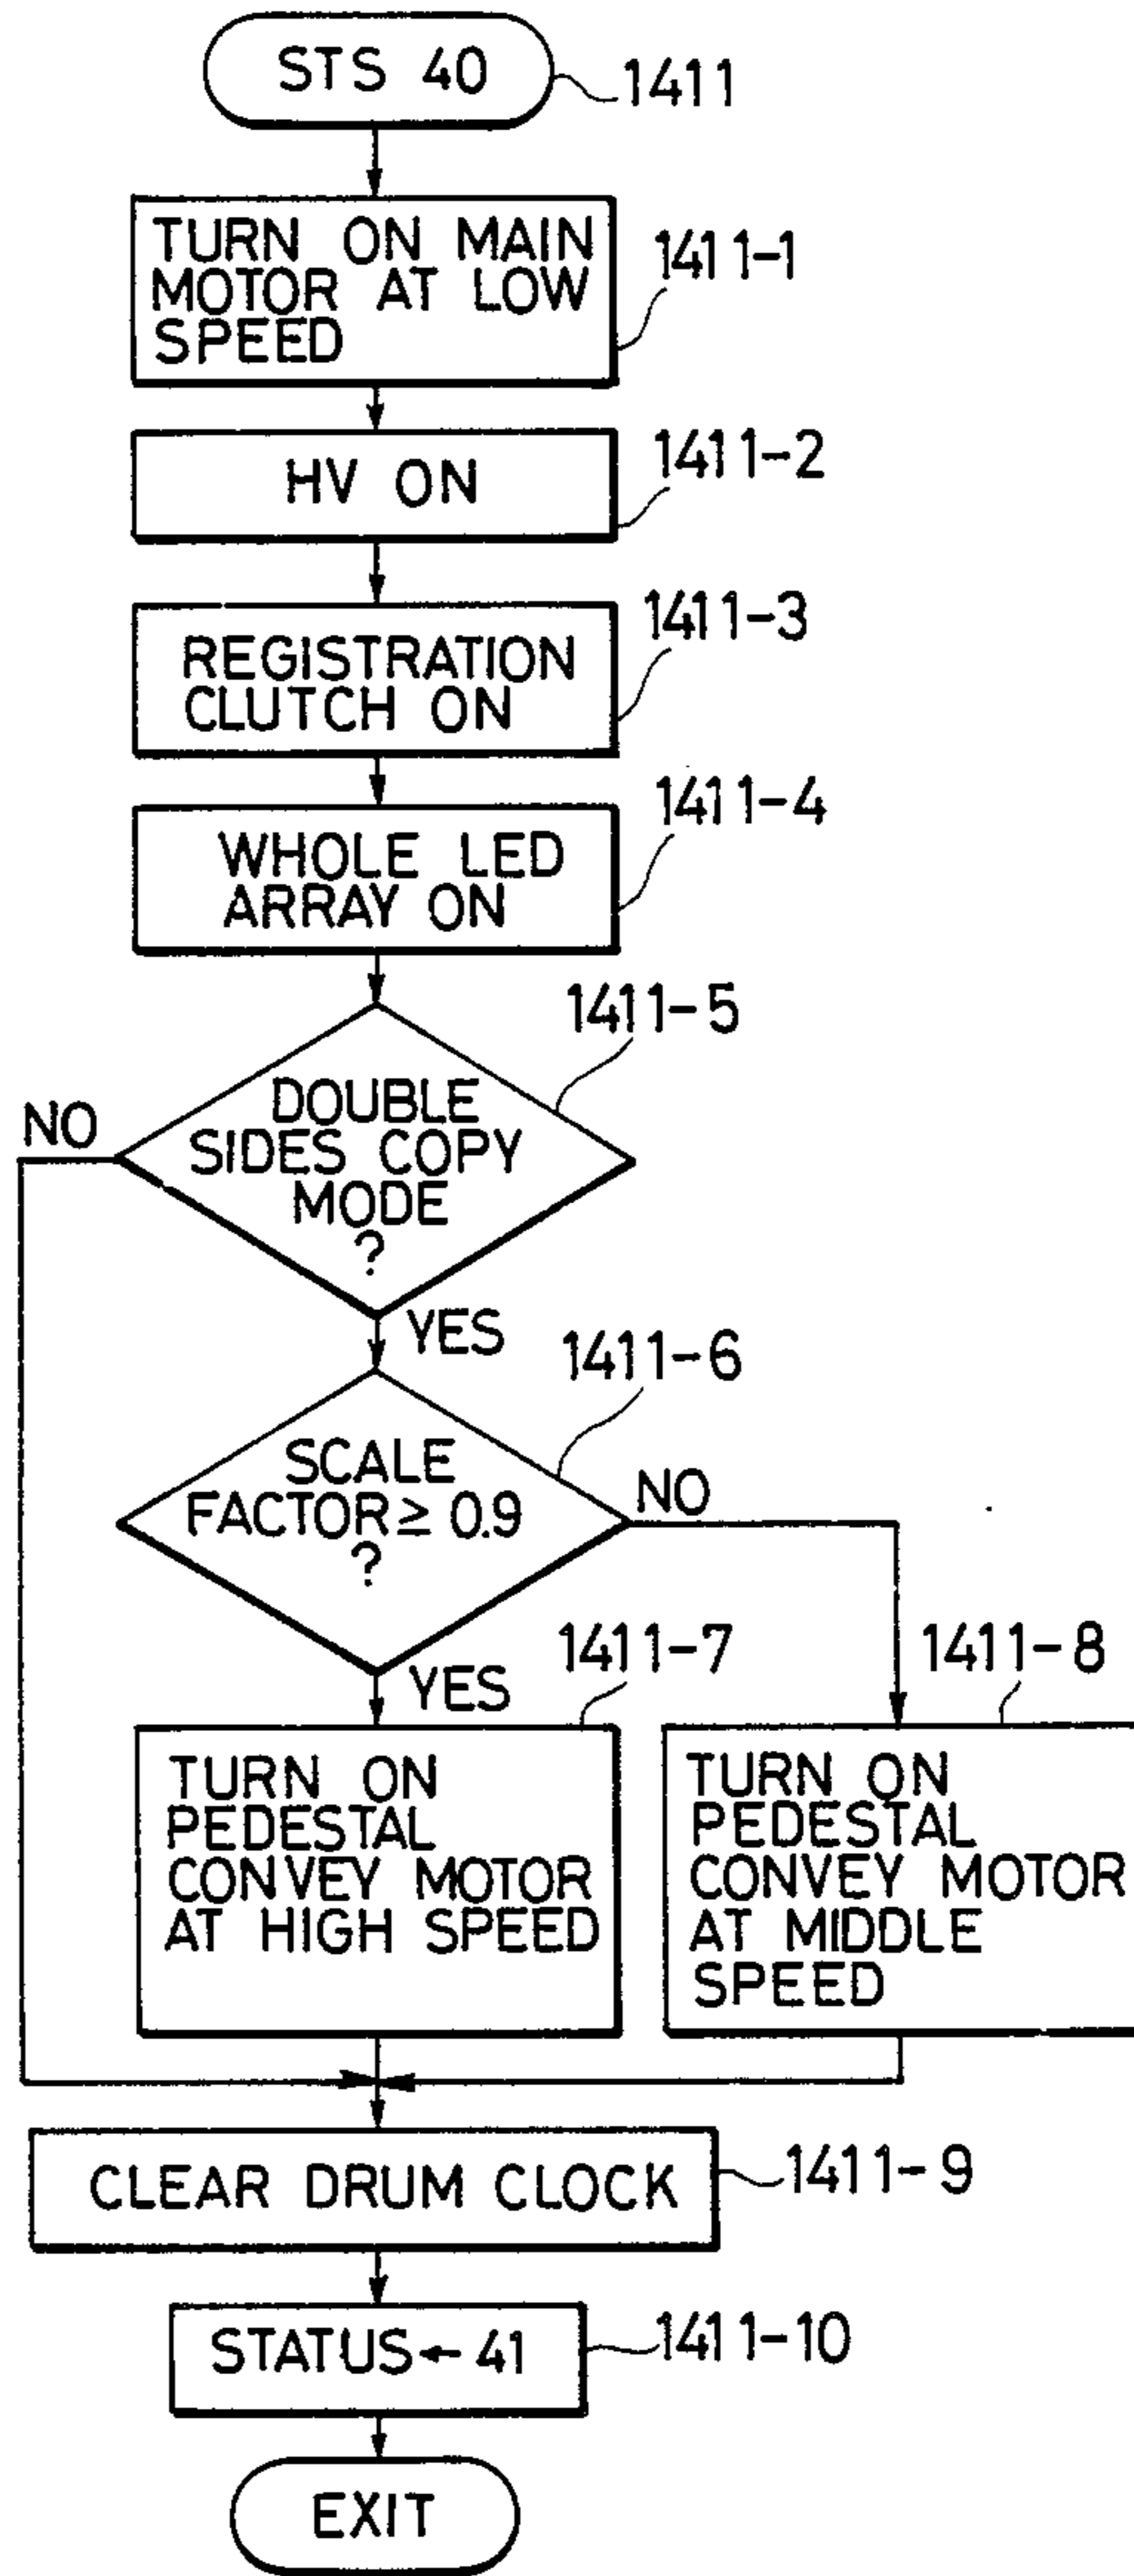 STS 40
1411
TURN ON MAIN
MOTOR AT LOW
SPEED
1411-1
HV ON
1411-2
REGISTRATION
CLUTCH ON
1411-3
WHOLE LED
ARRAY ON
1411-4
DOUBLE
SIDES COPY
MODE
?
1411-5
NO
YES
SCALE
FACTOR ≥ 0.9
?
1411-6
NO
YES
1411-7
TURN ON
PEDESTAL
CONVEY MOTOR
AT HIGH SPEED
1411-8
TURN ON
PEDESTAL
CONVEY MOTOR
AT MIDDLE
SPEED
CLEAR DRUM CLOCK
1411-9
STATUS ← 41
1411-10
EXIT